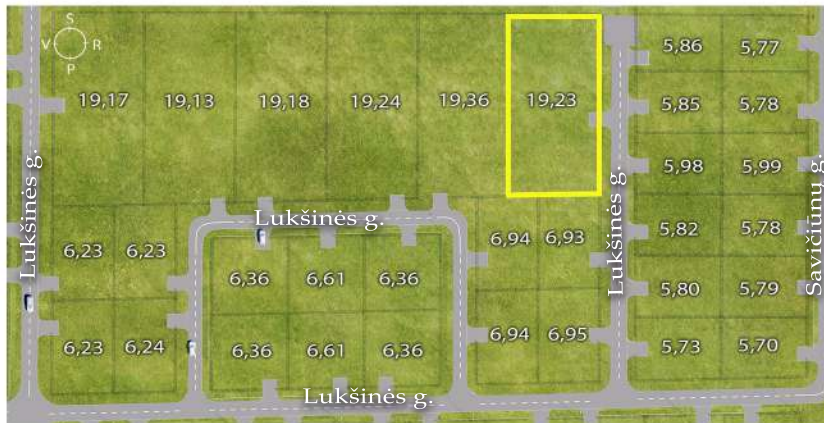 S
V R
P
5,86 5,77
19,17 19,13 19,18 19,24 19,36 19,23
5,85 5,78
5,98 5,99
Lukšinės g.
Lukšinės g.
Lukšinės g.
Savičiūnų g.
6,23 6,23
6,94 6,93
5,82 5,78
6,36 6,61 6,36
5,80 5,79
6,23 6,24
6,36 6,61 6,36
6,94 6,95
5,73 5,70
Lukšinės g.